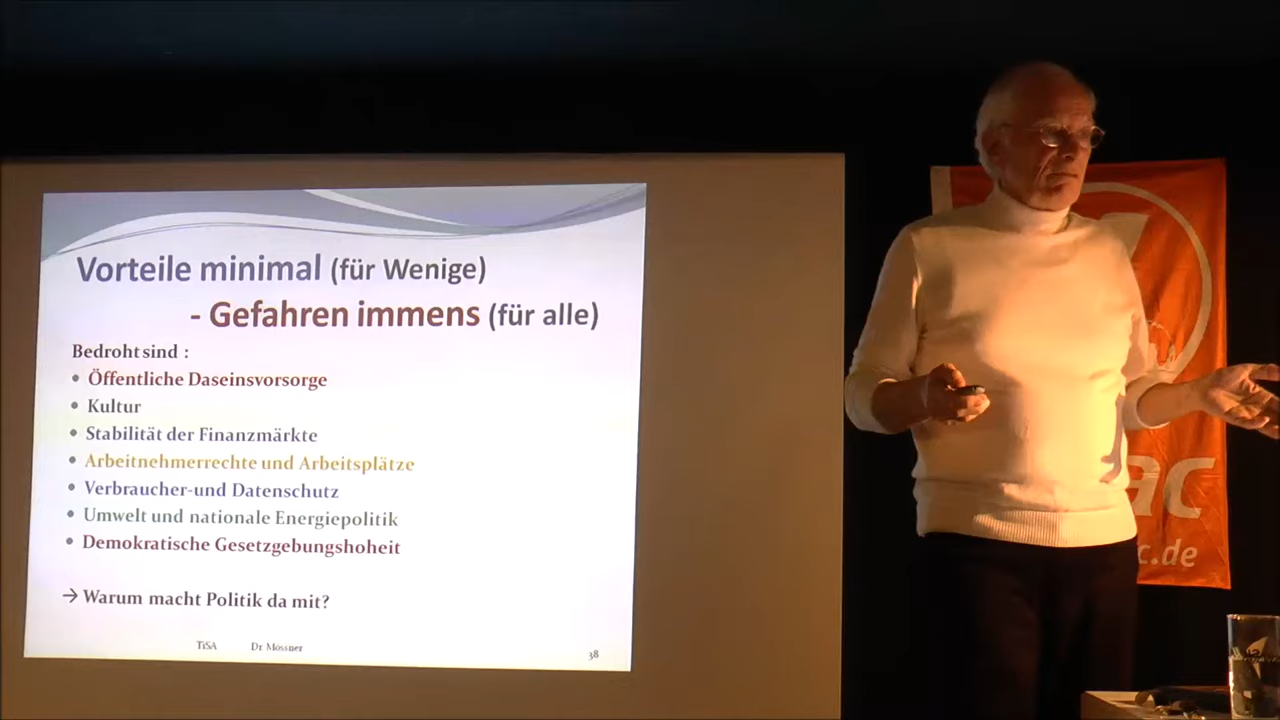 Vorteile minimal (für Wenige)
- Gefahren immens (für alle)
Bedroht sind :
• Öffentliche Daseinsvorsorge
• Kultur
• Stabilität der Finanzmärkte
• Arbeitnehmerrechte und Arbeitsplätze
• Verbraucher-und Datenschutz
• Umwelt und nationale Energiepolitik
• Demokratische Gesetzgebungshoheit
→ Warum macht Politik da mit?
TiSA Dr Mössner
38
ac
c.de